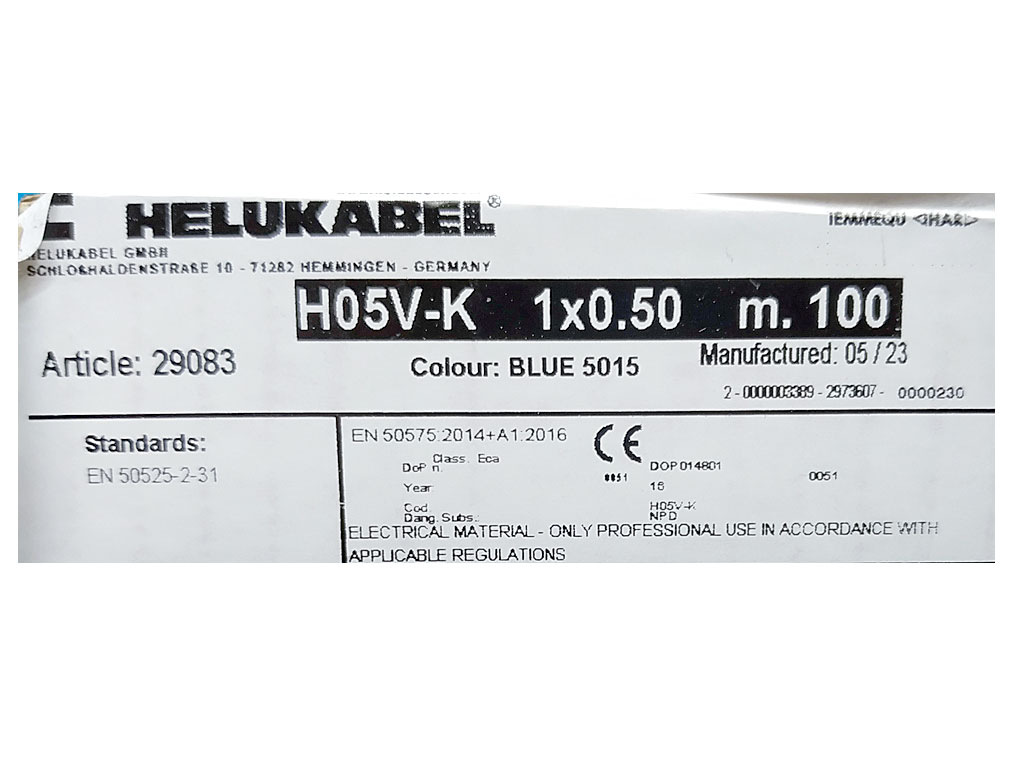 HELUKABEL®
IEMMEQU <HAR>
HELUKABEL GMBH
SCHLOßHALDENSTRAßE 10 - 71282 HEMMINGEN - GERMANY
H05V-K 1x0.50 m. 100
Article: 29083
Colour: BLUE 5015
Manufactured: 05 / 23
2 - 0000003389 - 2973607 - 0000230
Standards:
EN 50525-2-31
EN 50575:2014+A1:2016
CE
Class. Eca
DoP n.
0051
DOP 014801
0051
Year
16
Cod
H05V-K
Dang. Subs.:
NPD
ELECTRICAL MATERIAL - ONLY PROFESSIONAL USE IN ACCORDANCE WITH
APPLICABLE REGULATIONS